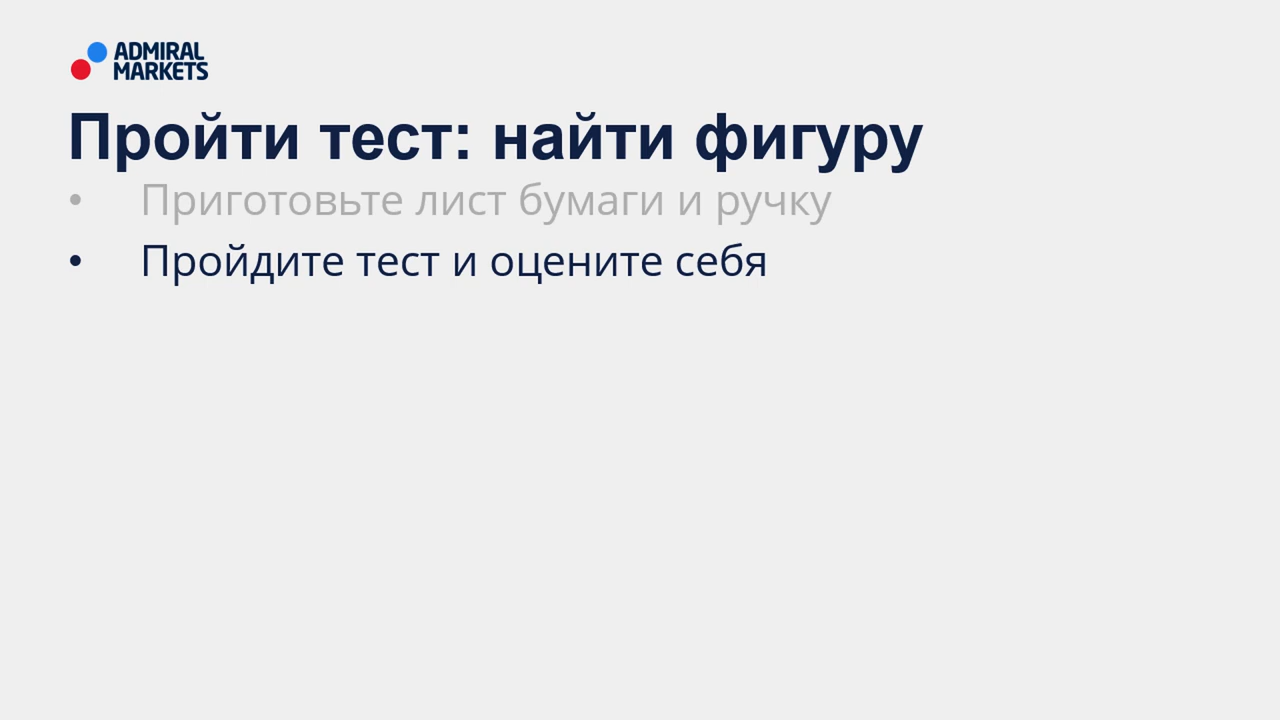 ADMIRAL
MARKETS
Пройти тест: найти фигуру
• Приготовьте лист бумаги и ручку
• Пройдите тест и оцените себя